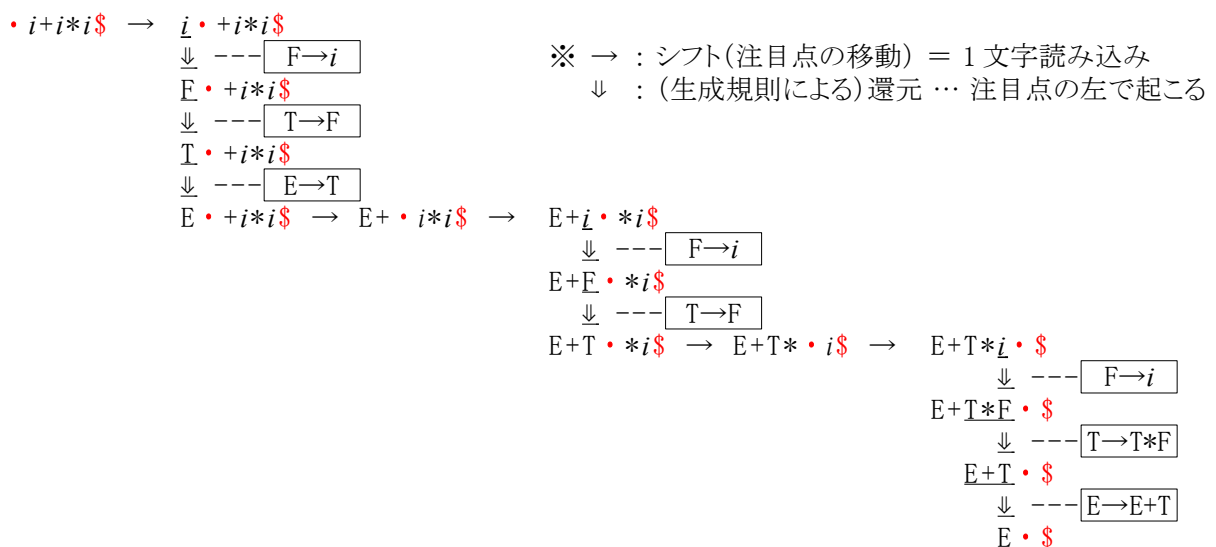 ・i+i*i$ → i・+i*i$
⇓ --- F→i ※ → : シフト(注目点の移動) = 1文字読み込み
F・+i*i$ ⇓ : (生成規則による)還元 … 注目点の左で起こる
⇓ --- T→F
T・+i*i$
⇓ --- E→T
E・+i*i$ → E+・i*i$ → E+i・*i$
⇓ --- F→i
E+F・*i$
⇓ --- T→F
E+T・*i$ → E+T*・i$ → E+T*i・$
⇓ --- F→i
E+T*F・$
⇓ --- T→T*F
E+T・$
⇓ --- E→E+T
E・$